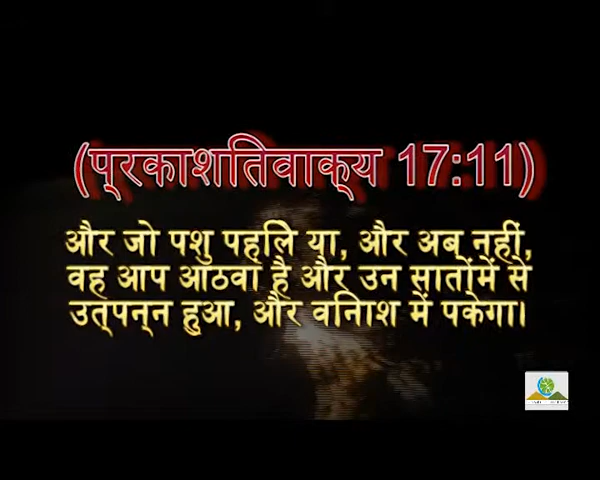 (प्रकाशतिवाक्य 17:11)
और जो पशु पहलिे या, और अब् नहीं,
वह आप आठवा है और उन सातोंमें से
उत्पन्न हुआ, और वनिाश में पकेगा।